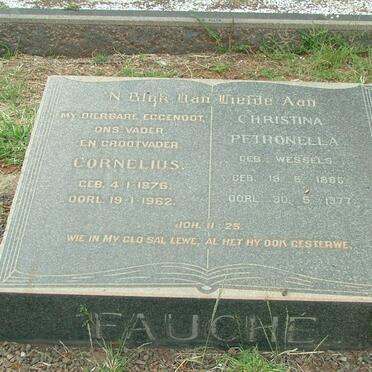 'N Blyk Van Liefde Aan
MY DIERBARE EGGENOOT,
ONS VADER
EN GROOTVADER
CORNELIUS.
GEB. 4-1-1876.
OORL. 19-1-1962.
CHRISTINA
PETRONELLA
GEB. WESSELS.
GEB. 19-5-1885
OORL. 30-5-1977.
JOH. 11-25.
WIE IN MY GLO SAL LEWE, AL HET HY OOK GESTERWE.
FAUCHE